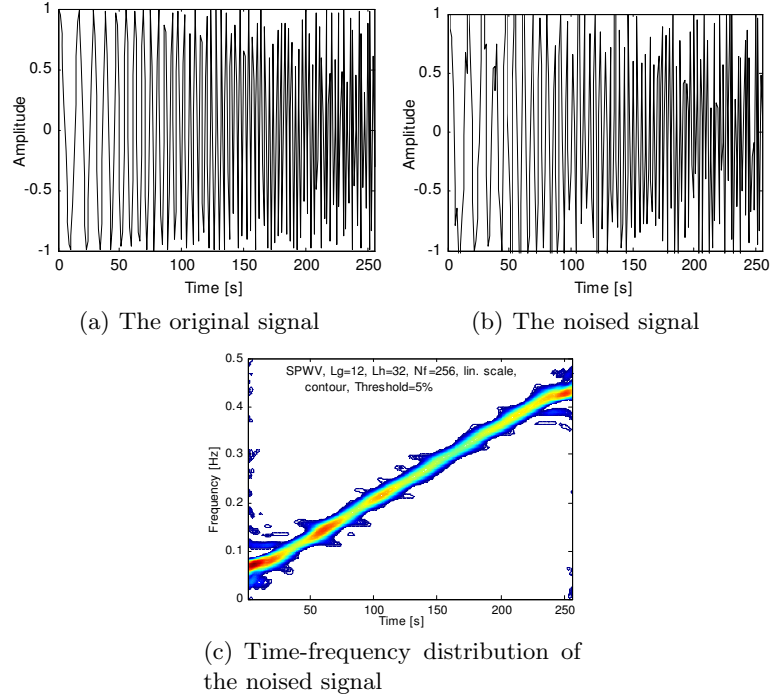 1
0.5
0
-0.5
-1
Amplitude
0 50 100 150 200 250
Time [s]
(a) The original signal
1
0.5
0
-0.5
-1
Amplitude
0 50 100 150 200 250
Time [s]
(b) The noised signal
SPWV, Lg=12, Lh=32, Nf=256, lin. scale,
contour, Threshold=5%
0.5
0.4
0.3
0.2
0.1
0
Frequency [Hz]
50 100 150 200 250
Time [s]
(c) Time-frequency distribution of
the noised signal